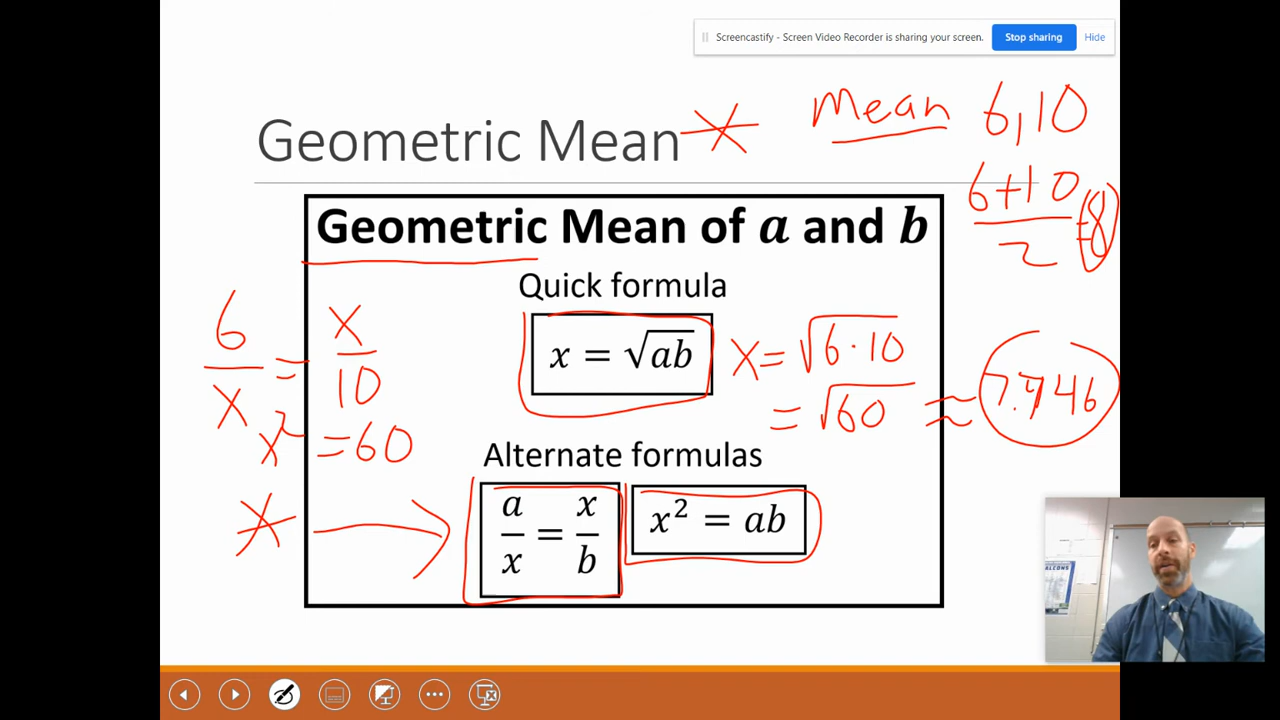 Screencastify - Screen Video Recorder is sharing your screen. Stop sharing Hide
Geometric Mean
Mean 6,10
6+10
2
=8
Geometric Mean of a and b
Quick formula
x = √ab
x = √6·10
= √60 ≈ 7.746
6/x = x/10
x² = 60
Alternate formulas
a/x = x/b
x² = ab